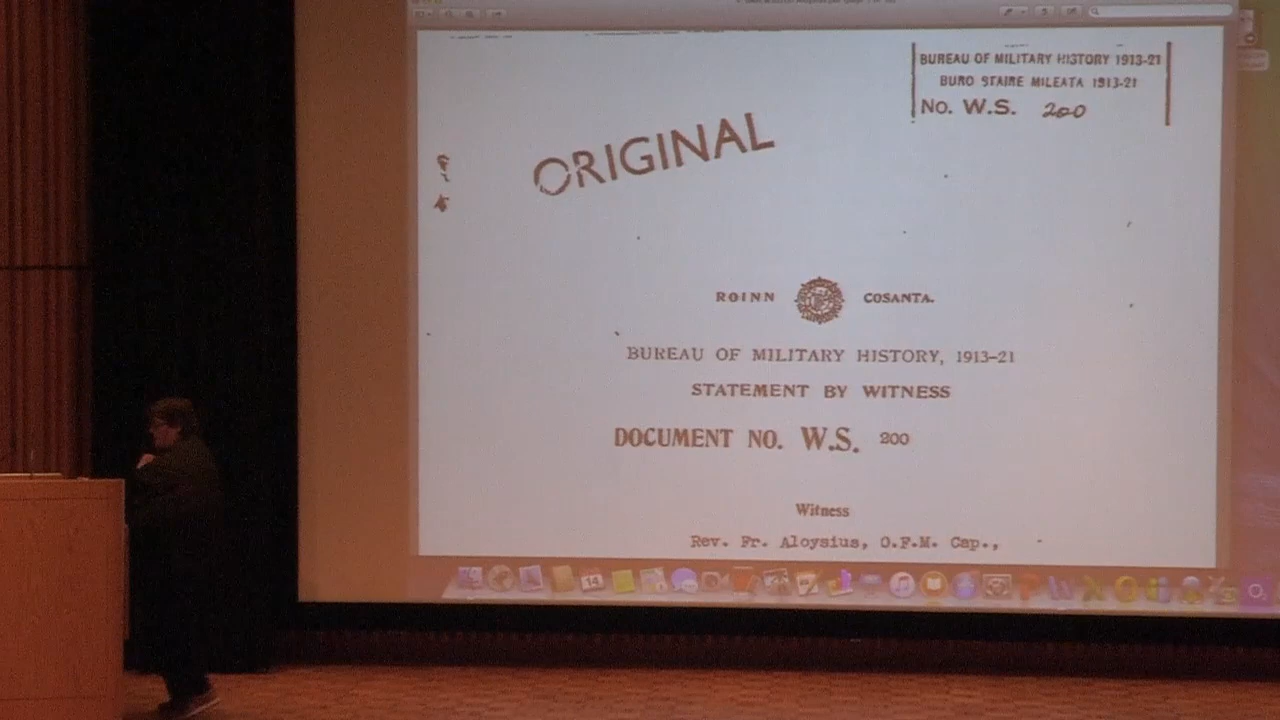 BUREAU OF MILITARY HISTORY 1913-21
BURO STAIRE MILEATA 1913-21
No. W.S. 200
ORIGINAL
ROINN COSANTA.
BUREAU OF MILITARY HISTORY, 1913-21
STATEMENT BY WITNESS
DOCUMENT NO. W.S. 200
Witness
Rev. Fr. Aloysius, O.F.M. Cap.,
14